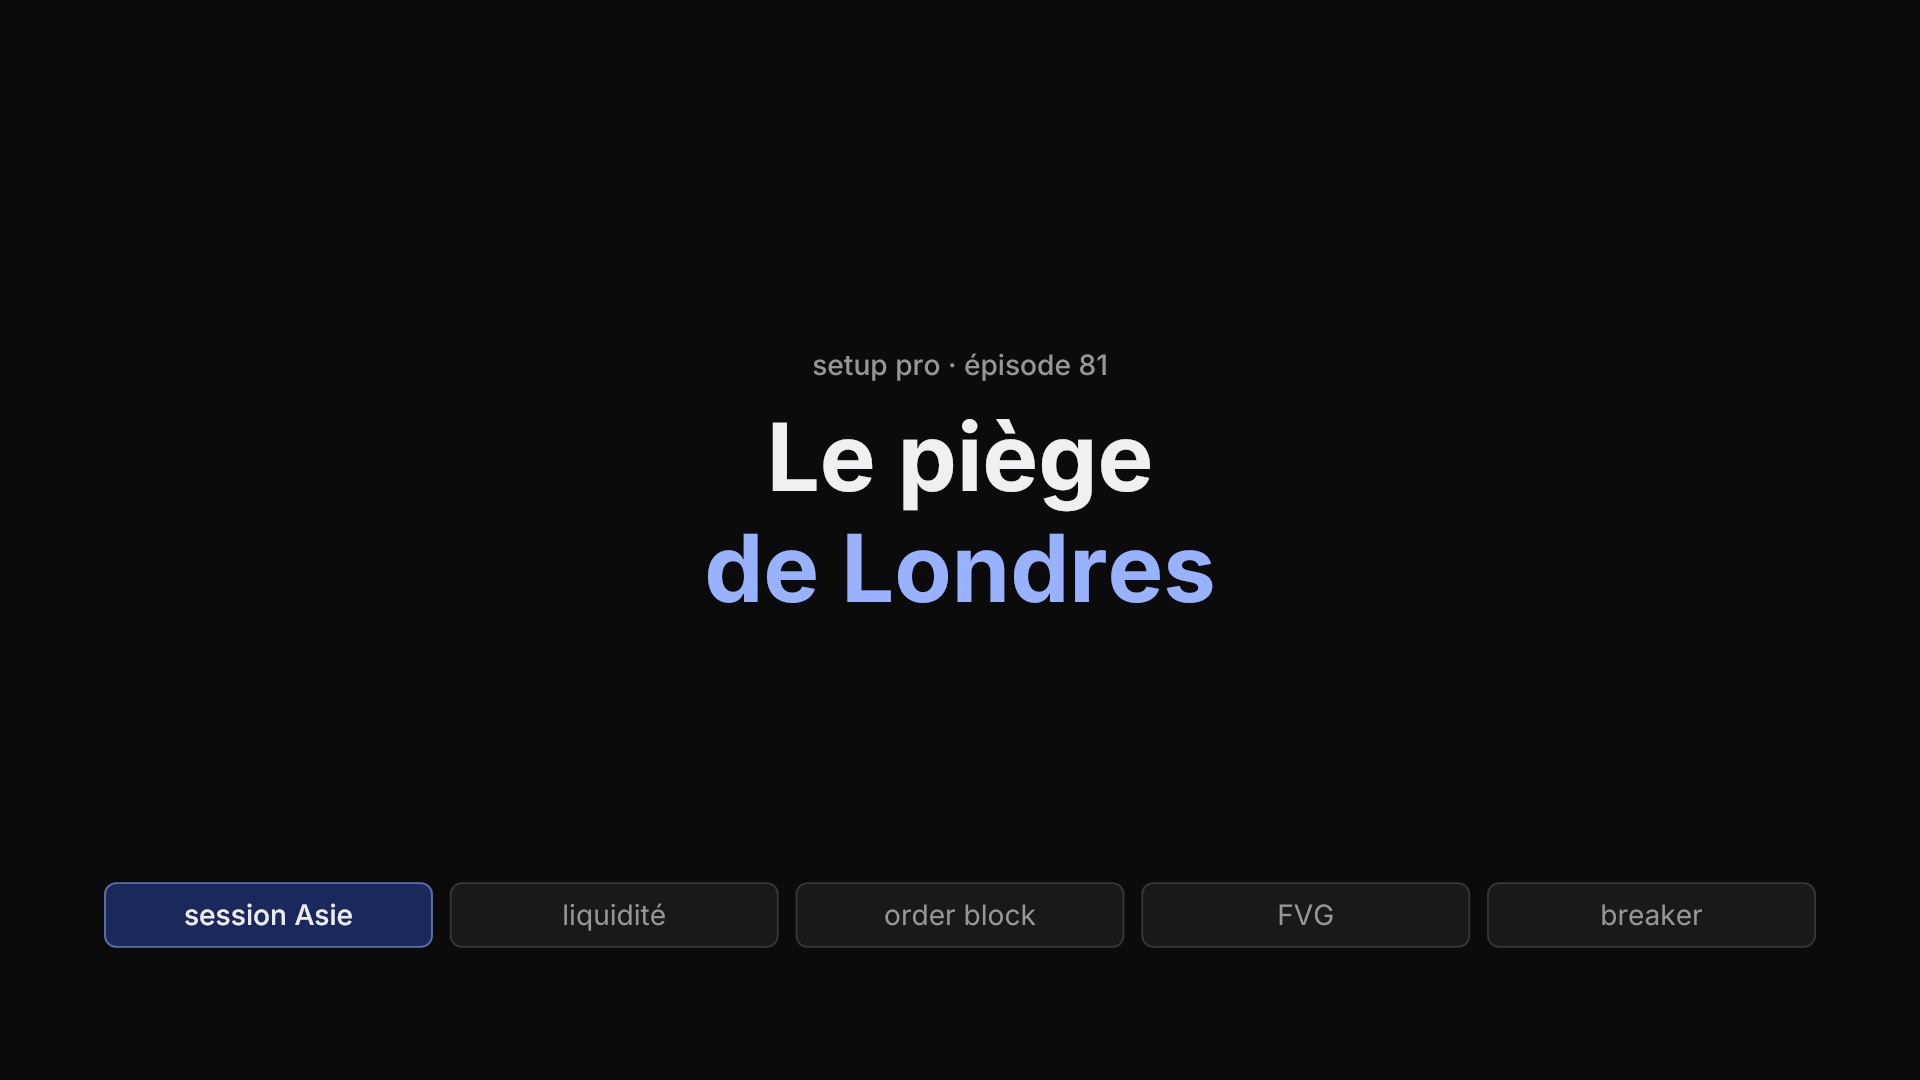 setup pro · épisode 81
Le piège
de Londres
session Asie
liquidité
order block
FVG
breaker